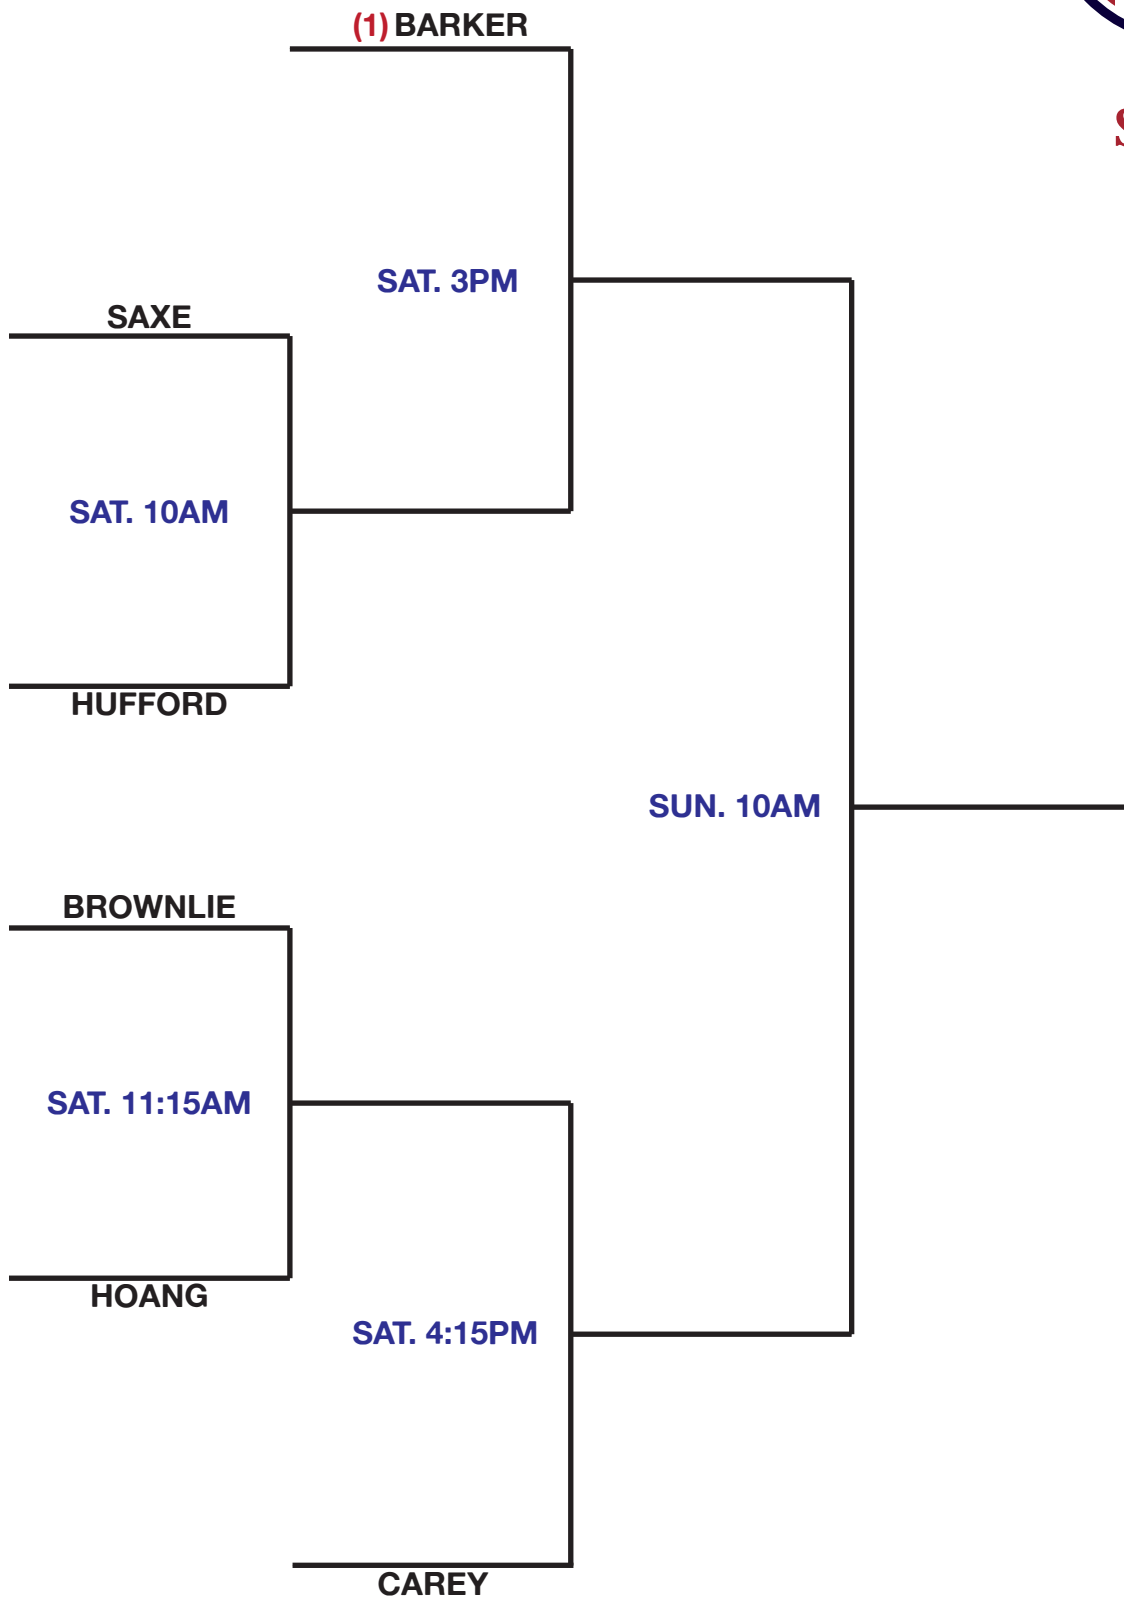 (1) BARKER
SAT. 3PM
SAXE
SAT. 10AM
HUFFORD
SUN. 10AM
BROWNLIE
SAT. 11:15AM
HOANG
SAT. 4:15PM
CAREY